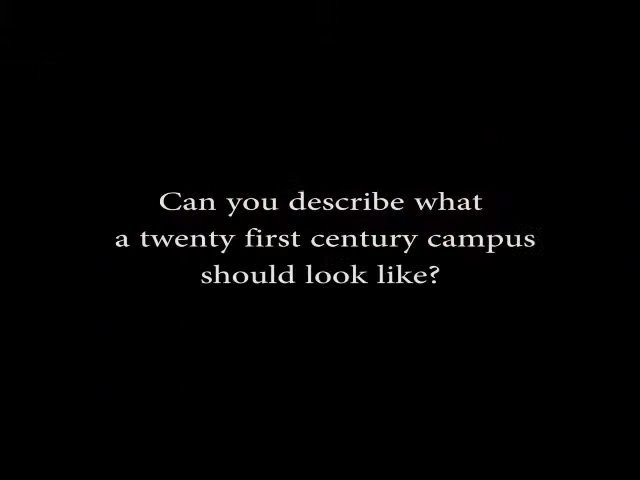 Can you describe what
a twenty first century campus
should look like?